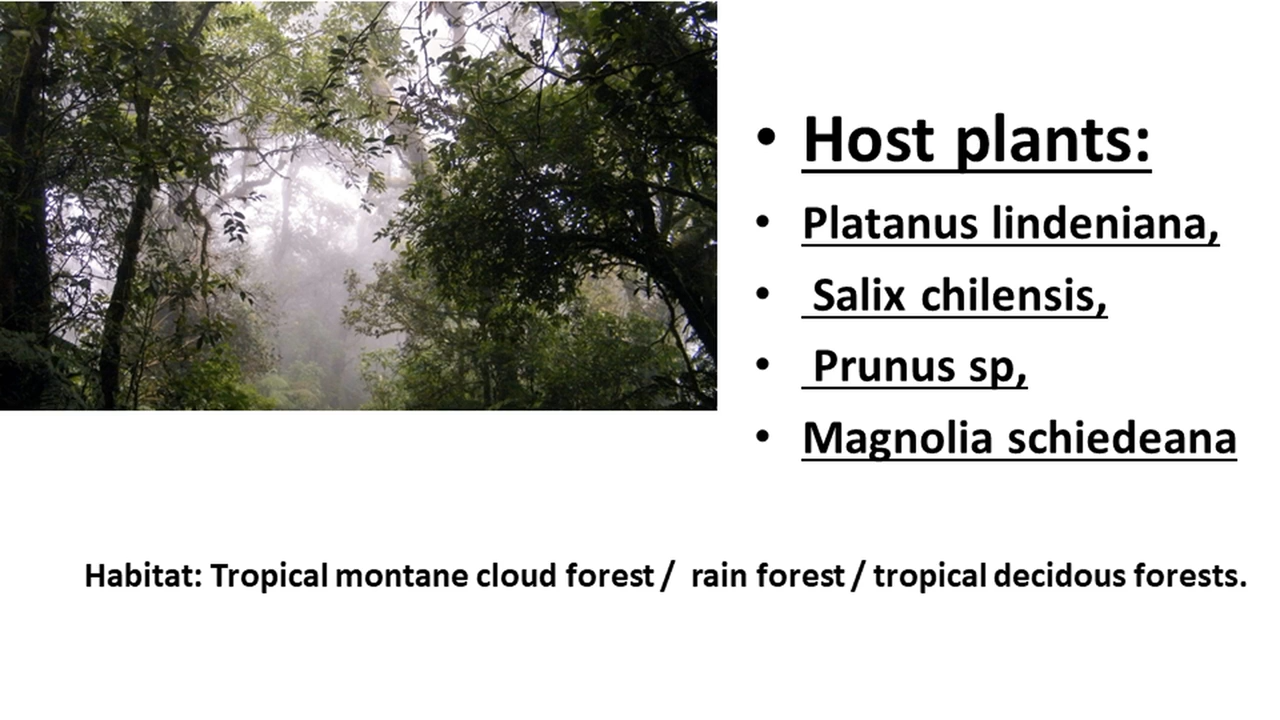 • Host plants:
• Platanus lindeniana,
• Salix chilensis,
• Prunus sp,
• Magnolia schiedeana
Habitat: Tropical montane cloud forest / rain forest / tropical decidous forests.